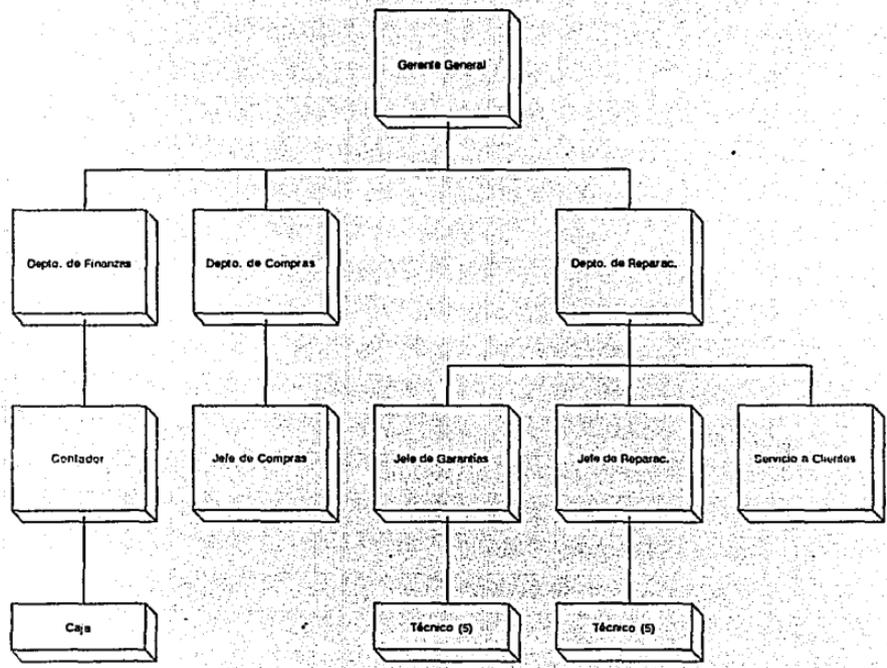 Gerente General
Depto. de Finanzas
Depto. de Compras
Depto. de Reparac.
Contador
Jefe de Compras
Jefe de Garantías
Jefe de Reparac.
Servicio a Clientes
Caja
Técnico (5)
Técnico (5)